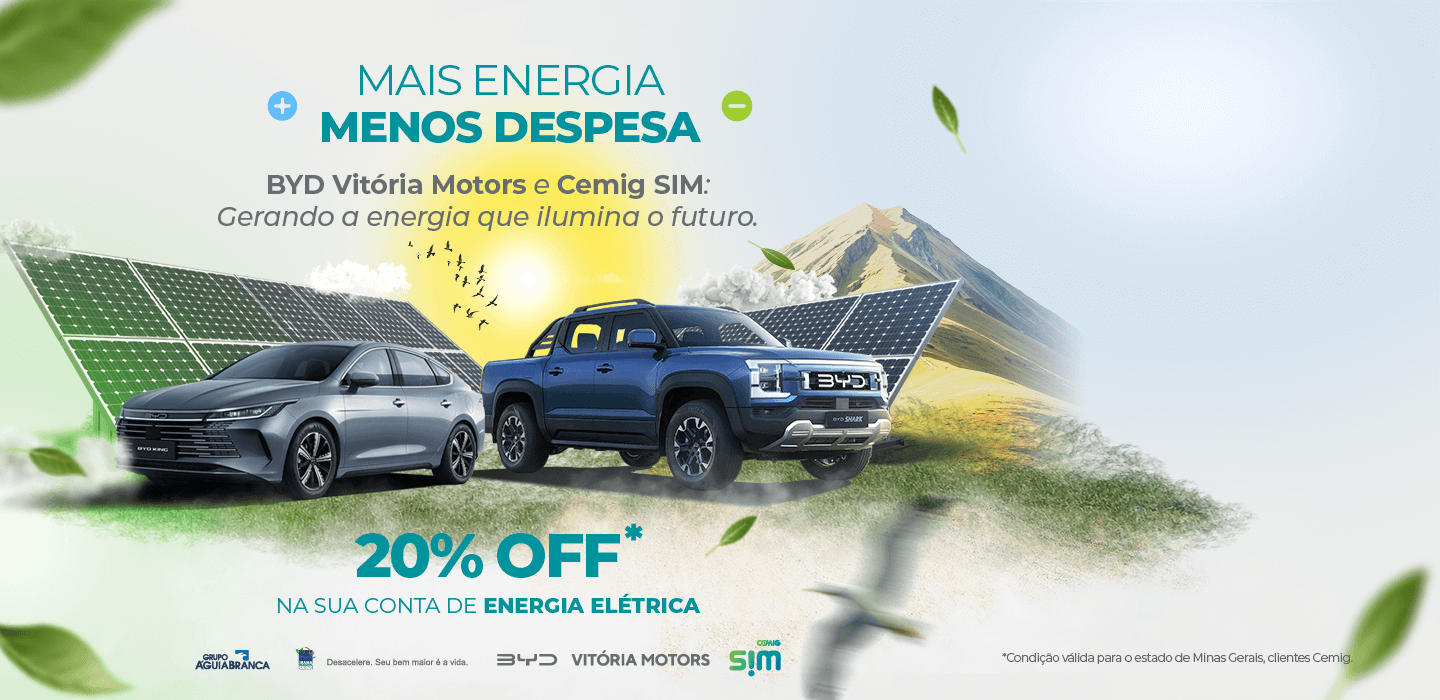 MAIS ENERGIA
MENOS DESPESA
BYD Vitória Motors e Cemig SIM:
Gerando a energia que ilumina o futuro.
BYD
BYD KING
BYD SHARK
20% OFF*
NA SUA CONTA DE ENERGIA ELÉTRICA
GRUPO
ÁGUIA BRANCA
Desacelere. Seu bem maior é a vida.
BYD VITÓRIA MOTORS
CEMIG
SIM
*Condição válida para o estado de Minas Gerais, clientes Cemig.